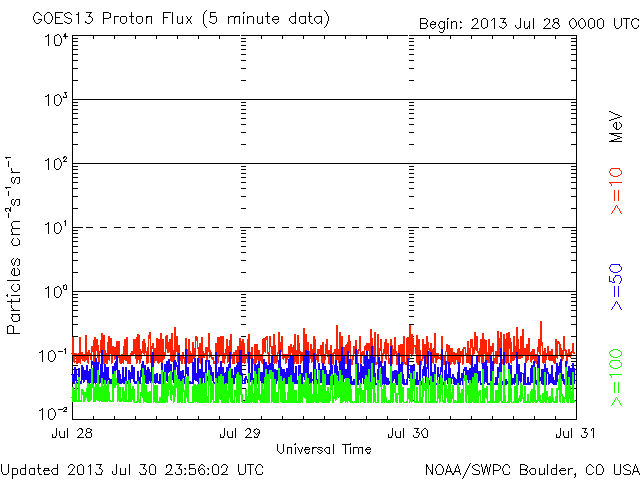 GOES13 Proton Flux (5 minute data)
Begin: 2013 Jul 28 0000 UTC
10⁴
10³
10²
10¹
10⁰
10⁻¹
10⁻²
Particles cm⁻²s⁻¹sr⁻¹
MeV
>=10
>=50
>=100
Jul 28
Jul 29
Jul 30
Jul 31
Universal Time
Updated 2013 Jul 30 23:56:02 UTC
NOAA/SWPC Boulder, CO USA